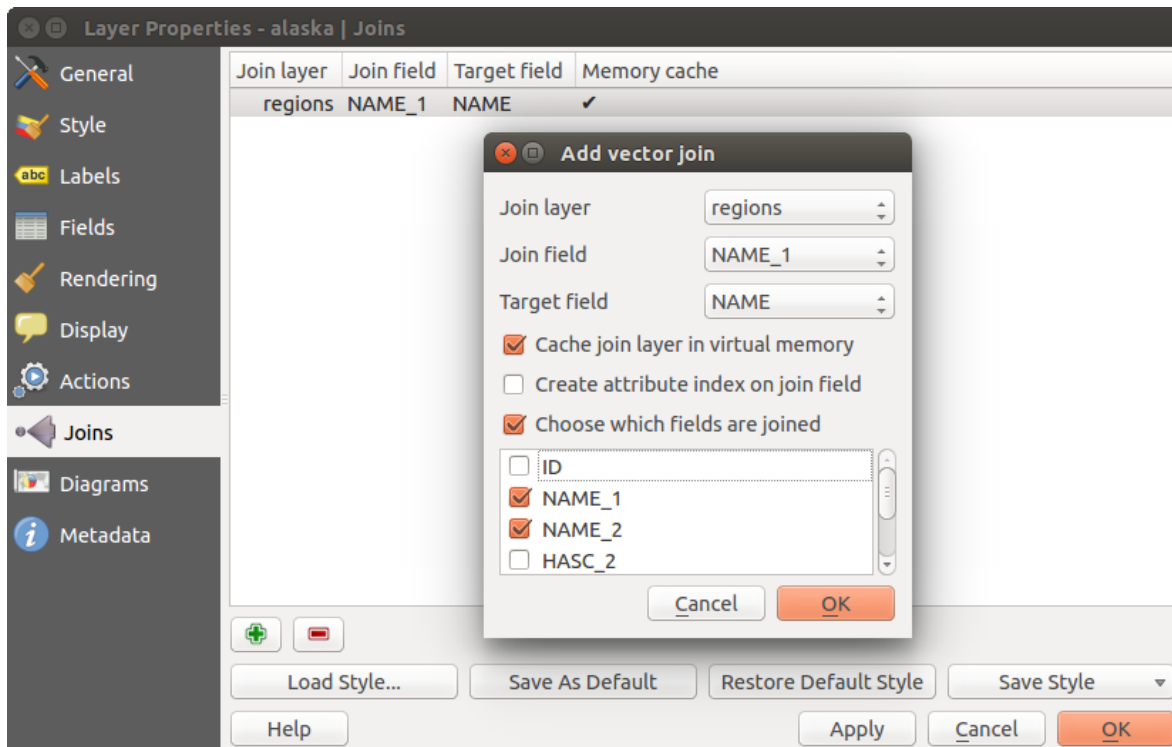 Layer Properties - alaska | Joins
General
Style
abc Labels
Fields
Rendering
Display
Actions
Joins
Diagrams
i Metadata
Join layer Join field Target field Memory cache
regions NAME_1 NAME ✔
Add vector join
Join layer regions
Join field NAME_1
Target field NAME
Cache join layer in virtual memory
Create attribute index on join field
Choose which fields are joined
ID
NAME_1
NAME_2
HASC_2
Cancel OK
Load Style... Save As Default Restore Default Style Save Style
Help Apply Cancel OK